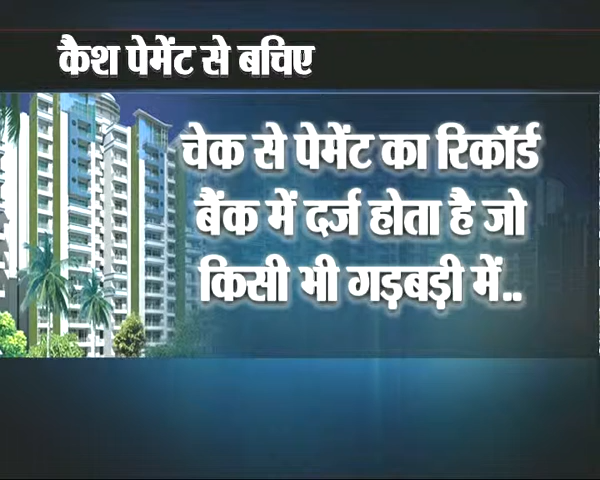 कैश पेमेंट से बचिए
चेक से पेमेंट का रिकॉर्ड
बैंक में दर्ज होता है जो
किसी भी गड़बड़ी में..